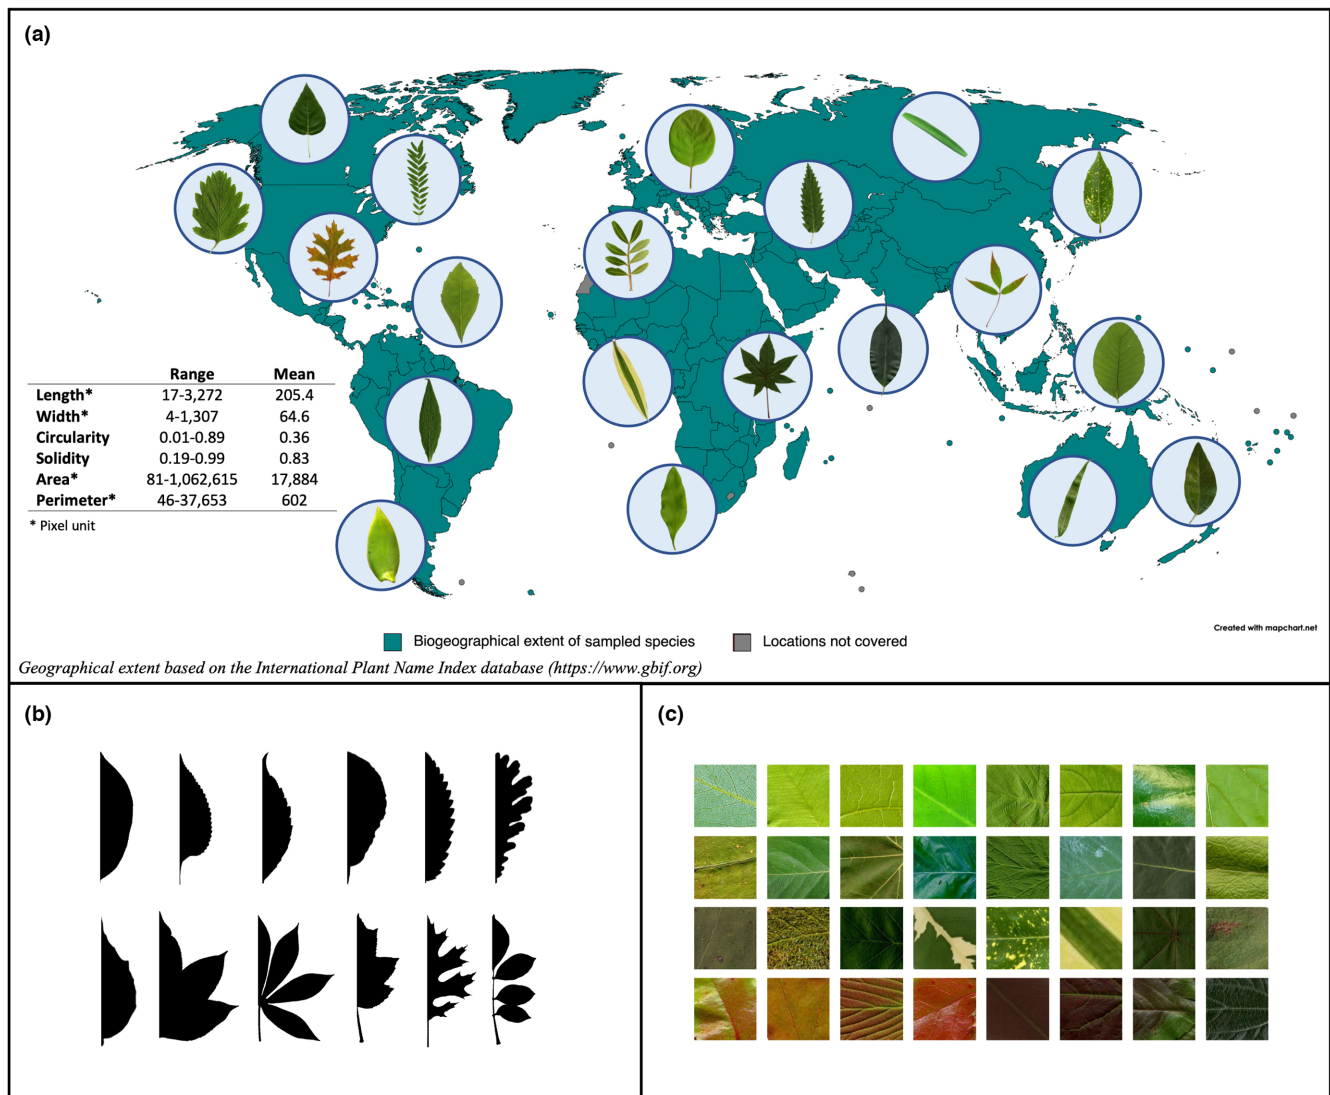 (a)
Range Mean
Length* 17-3,272 205.4
Width* 4-1,307 64.6
Circularity 0.01-0.89 0.36
Solidity 0.19-0.99 0.83
Area* 81-1,062,615 17,884
Perimeter* 46-37,653 602
* Pixel unit
Created with mapchart.net
Biogeographical extent of sampled species Locations not covered
Geographical extent based on the International Plant Name Index database (https://www.gbif.org)
(b)
(c)